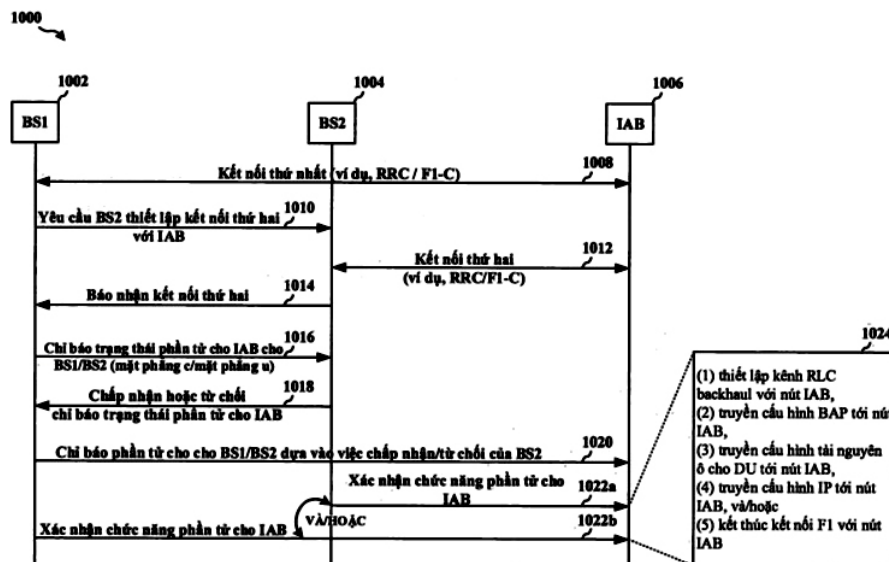 1000
1002
1004
1006
BS1
BS2
IAB
Kết nối thứ nhất (ví dụ, RRC / F1-C)
1008
Yêu cầu BS2 thiết lập kết nối thứ hai
1010
với IAB
Kết nối thứ hai
1012
(ví dụ, RRC/F1-C)
Báo nhận kết nối thứ hai
1014
Chỉ báo trạng thái phần tử cho IAB cho
1016
BS1/BS2 (mặt phẳng c/mặt phẳng u)
Chấp nhận hoặc từ chối
1018
chỉ báo trạng thái phần tử cho IAB
Chỉ báo phần tử cho cho BS1/BS2 dựa vào việc chấp nhận/từ chối của BS2
1020
Xác nhận chức năng phần tử cho
IAB
1022a
VÀ/HOẶC
Xác nhận chức năng phần tử cho IAB
1022b
1024
(1) thiết lập kênh RLC
backhaul với nút IAB,
(2) truyền cấu hình BAP tới nút
IAB,
(3) truyền cấu hình tài nguyên
ô cho DU tới nút IAB,
(4) truyền cấu hình IP tới nút
IAB, và/hoặc
(5) kết thúc kết nối F1 với nút
IAB